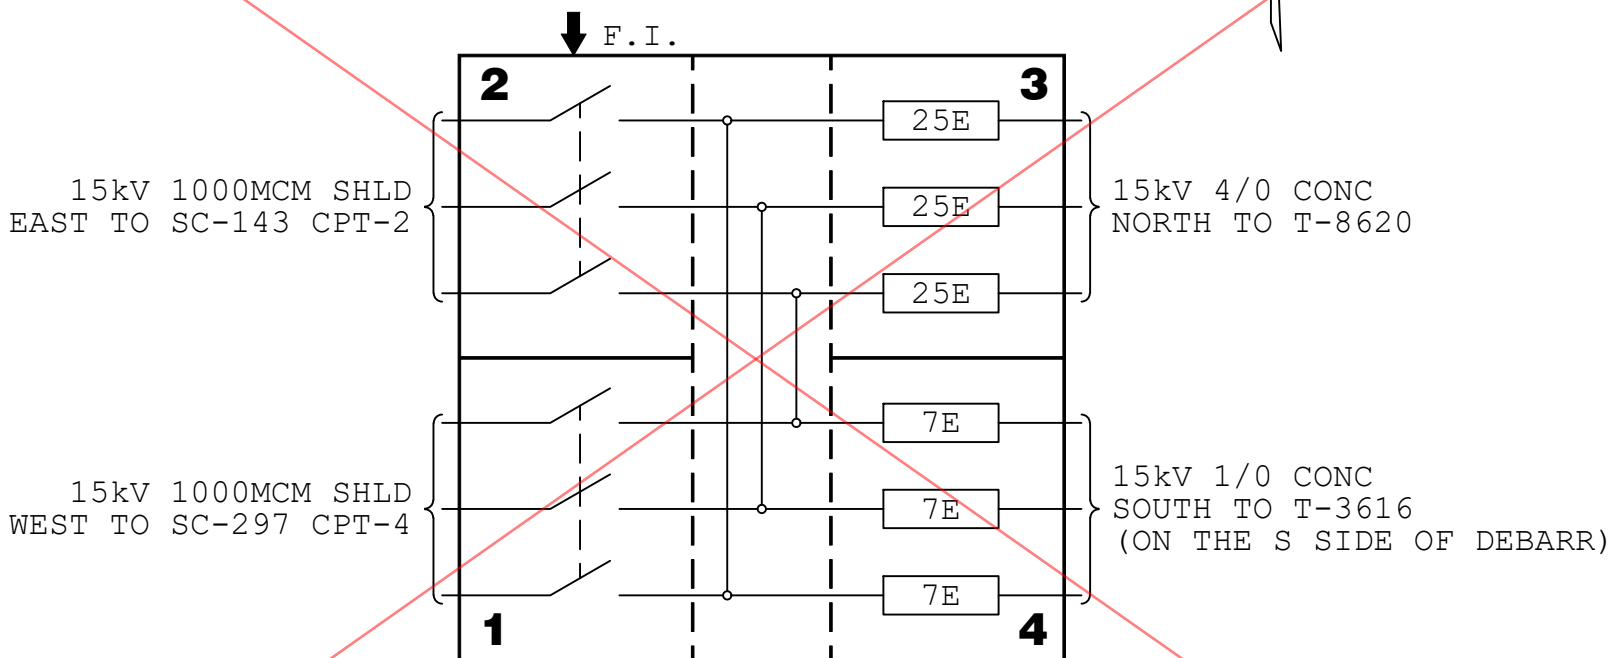 F.I.
2
3
25E
15kV 1000MCM SHLD
EAST TO SC-143 CPT-2
25E
15kV 4/0 CONC
NORTH TO T-8620
25E
7E
15kV 1000MCM SHLD
WEST TO SC-297 CPT-4
7E
15kV 1/0 CONC
SOUTH TO T-3616
(ON THE S SIDE OF DEBARR)
7E
1
4